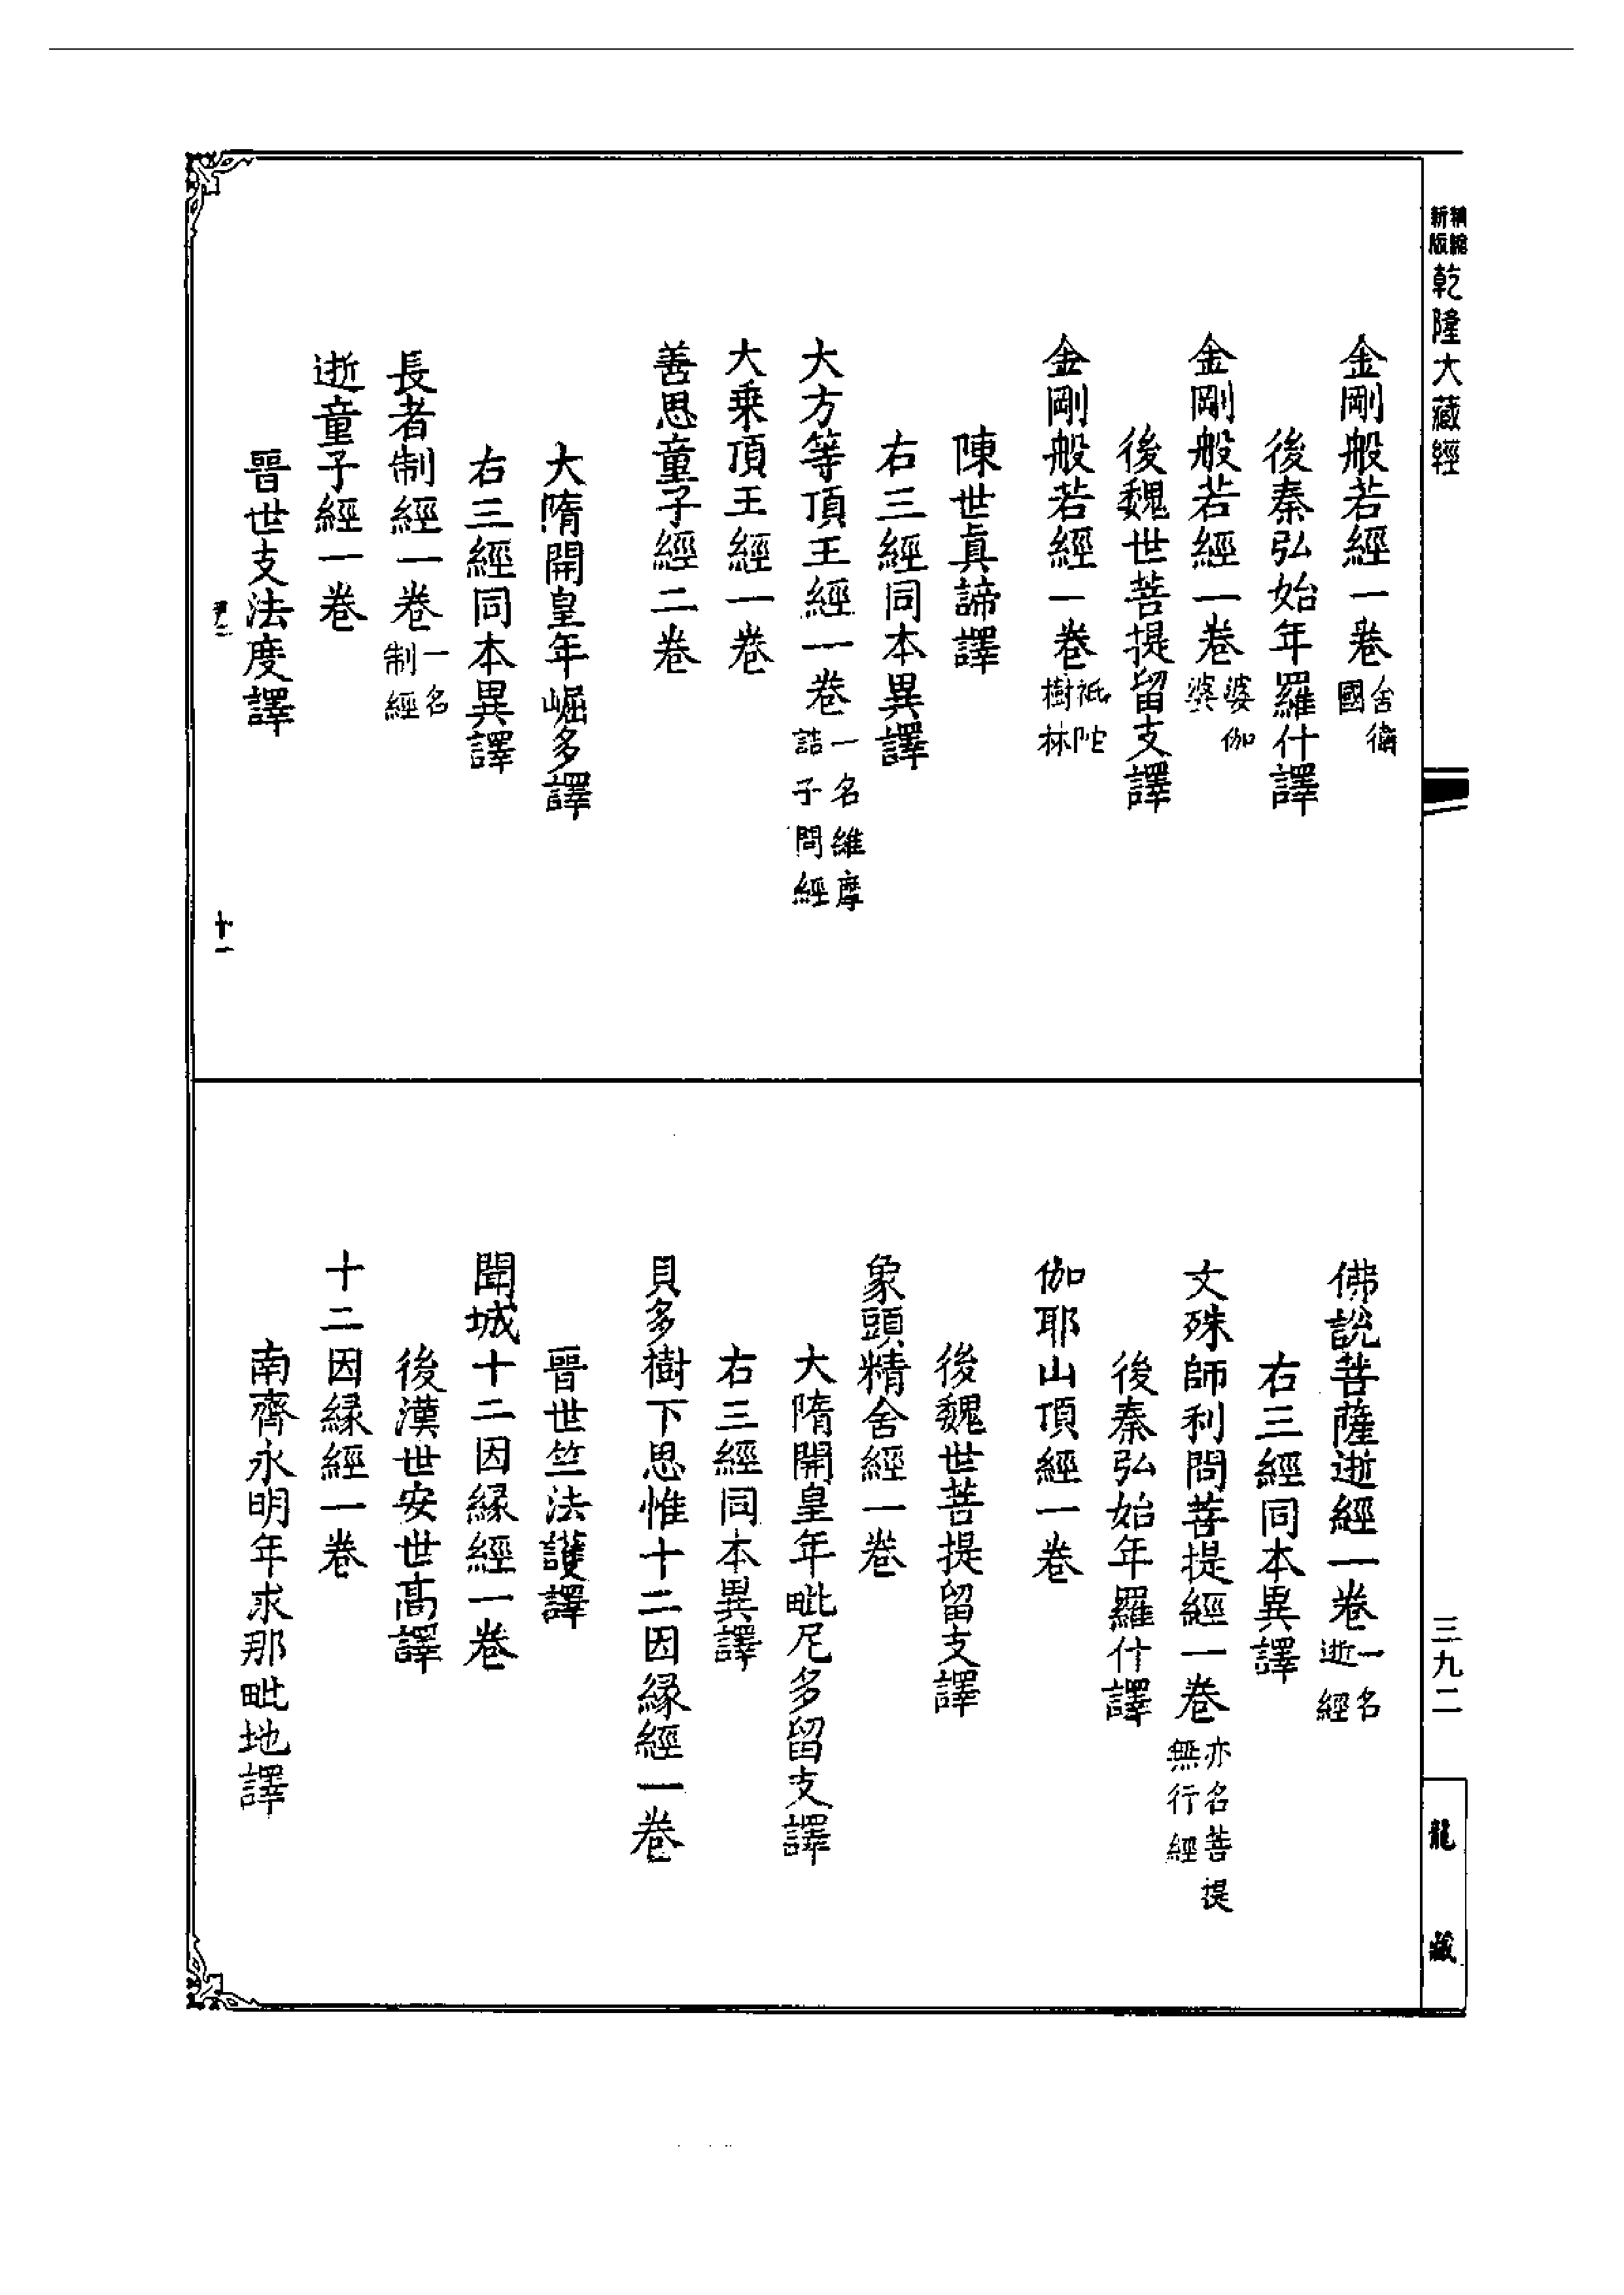 新版
精縮
乾隆大藏經
金剛般若經一卷舍衛國
後秦弘始年羅什譯
金剛般若經一卷婆伽婆
後魏世菩提留支譯
金剛般若經一卷祇陀樹林
陳世真諦譯
右三經同本異譯
大方等頂王經一卷一名維摩詰子問經
大乗頂王經一卷
善思童子經二卷
大隋開皇年崛多譯
右三經同本異譯
長者制經一卷一名制經
逝童子經一卷
晉世支法度譯
十一
佛說菩薩逝經一卷一名逝經
右三經同本異譯
文殊師利問菩提經一卷亦名菩提無行經
後秦弘始年羅什譯
伽耶山頂經一卷
後魏世菩提留支譯
象頭精舍經一卷
大隋開皇年毗尼多留支譯
右三經同本異譯
貝多樹下思惟十二因緣經一卷
晉世竺法護譯
聞城十二因緣經一卷
後漢世安世高譯
十二因緣經一卷
南齊永明年求那毗地譯
三九二
龍藏